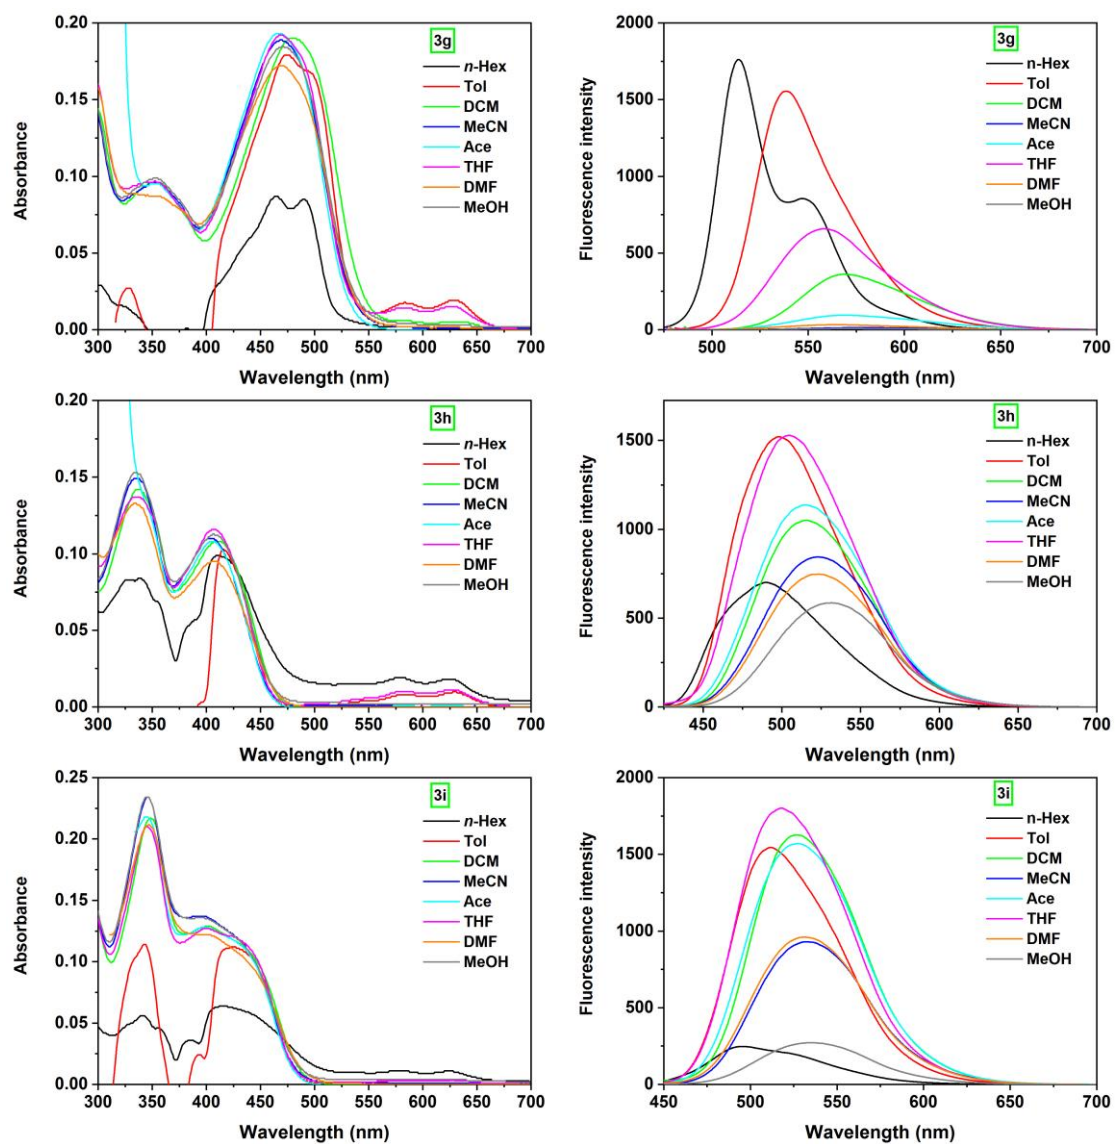 0.20
0.15
0.10
0.05
0.00
Absorbance
3g
n-Hex
Tol
DCM
MeCN
Ace
THF
DMF
MeOH
300 350 400 450 500 550 600 650 700
Wavelength (nm)
2000
1500
1000
500
0
Fluorescence intensity
3g
n-Hex
Tol
DCM
MeCN
Ace
THF
DMF
MeOH
500 550 600 650 700
Wavelength (nm)
0.20
0.15
0.10
0.05
0.00
Absorbance
3h
n-Hex
Tol
DCM
MeCN
Ace
THF
DMF
MeOH
300 350 400 450 500 550 600 650 700
Wavelength (nm)
1500
1000
500
0
Fluorescence intensity
3h
n-Hex
Tol
DCM
MeCN
Ace
THF
DMF
MeOH
450 500 550 600 650 700
Wavelength (nm)
0.25
0.20
0.15
0.10
0.05
0.00
Absorbance
3i
n-Hex
Tol
DCM
MeCN
Ace
THF
DMF
MeOH
300 350 400 450 500 550 600 650 700
Wavelength (nm)
2000
1500
1000
500
0
Fluorescence intensity
3i
n-Hex
Tol
DCM
MeCN
Ace
THF
DMF
MeOH
450 500 550 600 650 700
Wavelength (nm)